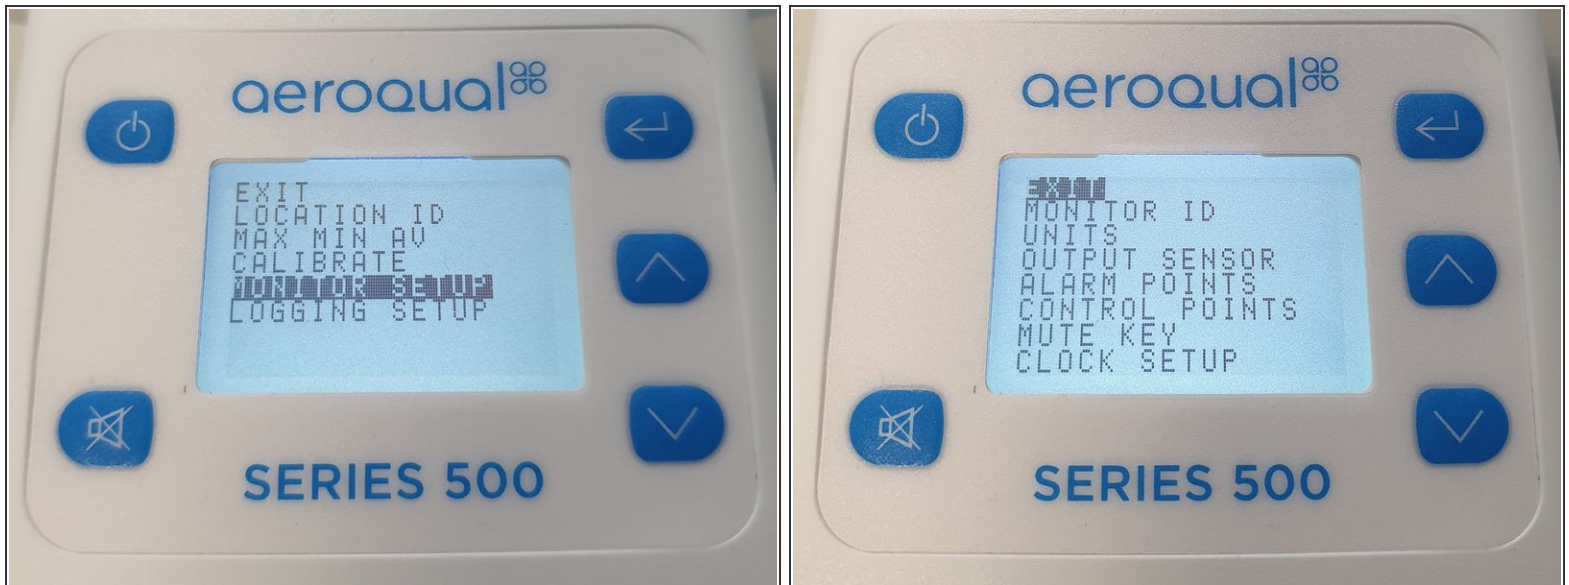 aeroqual
EXIT
LOCATION ID
MAX MIN AV
CALIBRATE
MONITOR SETUP
LOGGING SETUP
SERIES 500
aeroqual
EXIT
MONITOR ID
UNITS
OUTPUT SENSOR
ALARM POINTS
CONTROL POINTS
MUTE KEY
CLOCK SETUP
SERIES 500